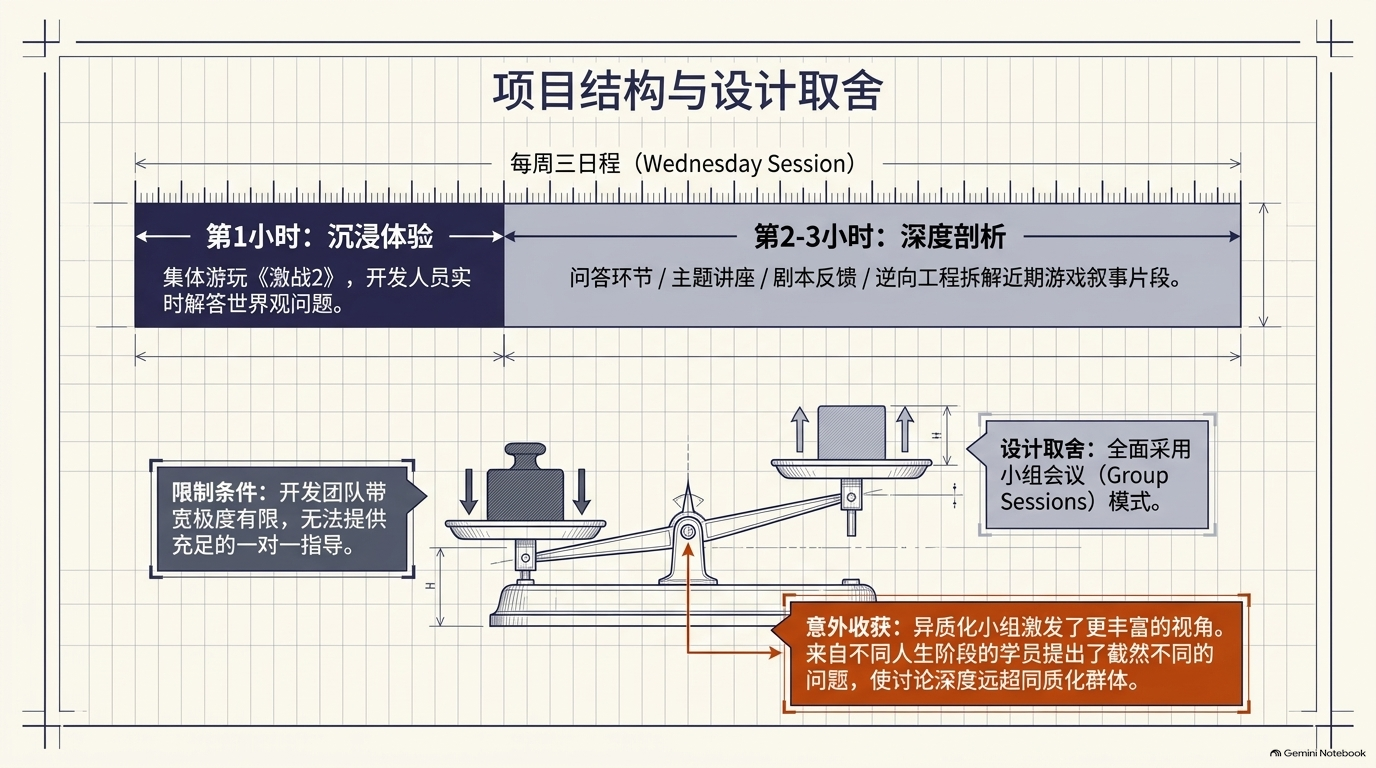 项目结构与设计取舍
每周三日程（Wednesday Session）
第1小时：沉浸体验
集体游玩《激战2》，开发人员实
时解答世界观问题。
第2-3小时：深度剖析
问答环节 / 主题讲座 / 剧本反馈 / 逆向工程拆解近期游戏叙事片段。
限制条件：开发团队带
宽极度有限，无法提供
充足的一对一指导。
设计取舍：全面采用
小组会议（Group
Sessions）模式。
H
意外收获：异质化小组激发了更丰富的视角。
来自不同人生阶段的学员提出了截然不同的
问题，使讨论深度远超同质化群体。
Gemini Notebook